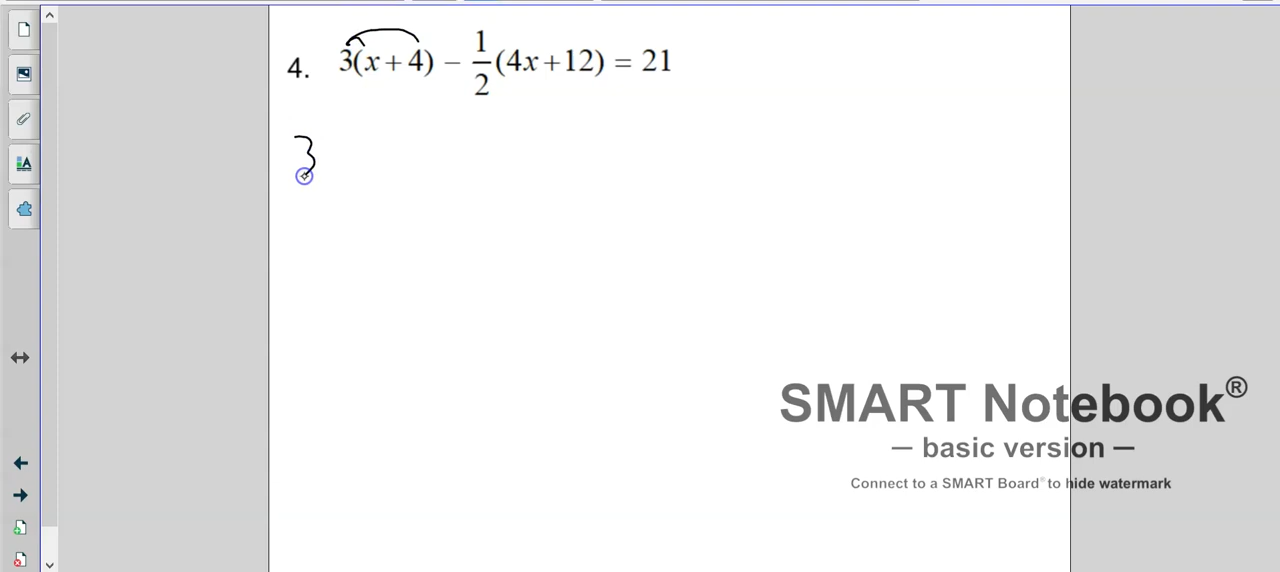 4. 3(x+4) − 1/2(4x+12) = 21
3
SMART Notebook®
— basic version —
Connect to a SMART Board® to hide watermark